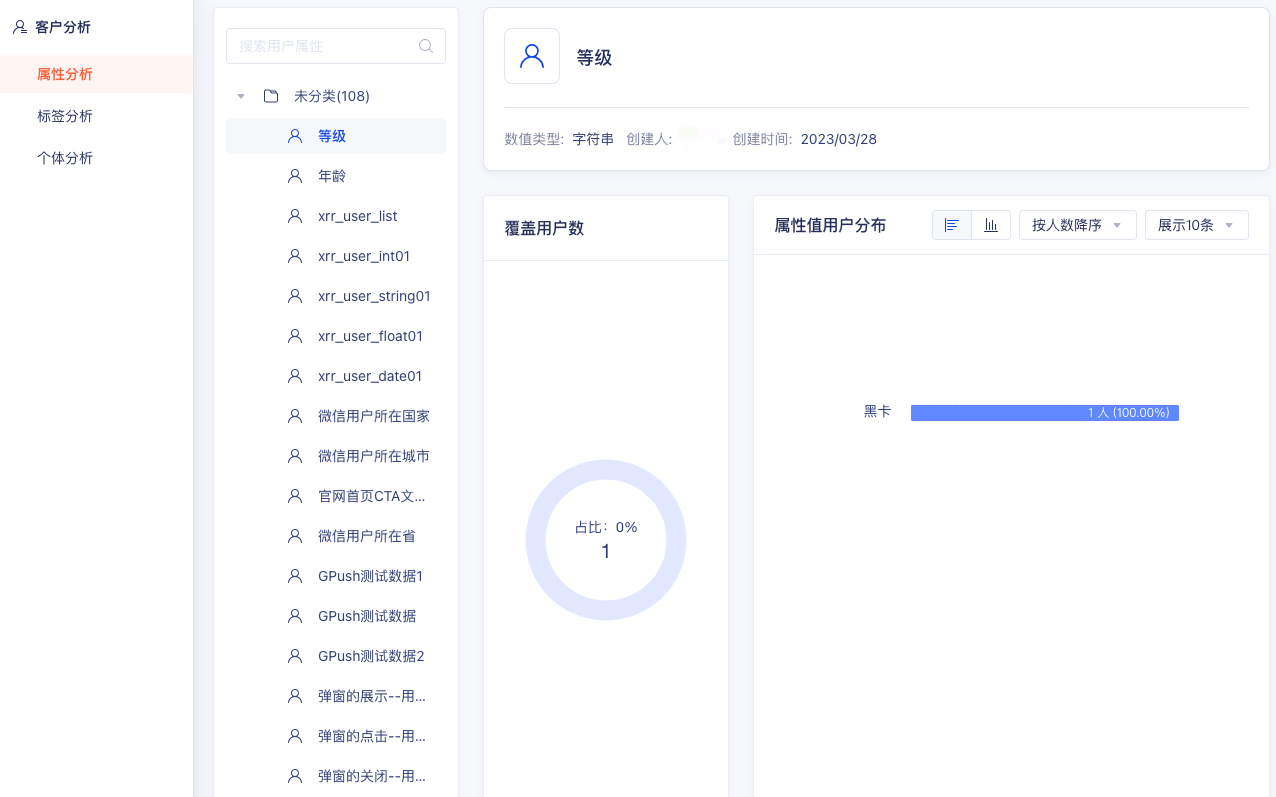 客户分析
属性分析
标签分析
个体分析
搜索用户属性
未分类(108)
等级
年龄
xrr_user_list
xrr_user_int01
xrr_user_string01
xrr_user_float01
xrr_user_date01
微信用户所在国家
微信用户所在城市
官网首页CTA文...
微信用户所在省
GPush测试数据1
GPush测试数据
GPush测试数据2
弹窗的展示--用...
弹窗的点击--用...
弹窗的关闭--用...
等级
数值类型: 字符串 创建人: 创建时间: 2023/03/28
覆盖用户数
占比：0%
1
属性值用户分布
按人数降序
展示10条
黑卡 1 人 (100.00%)